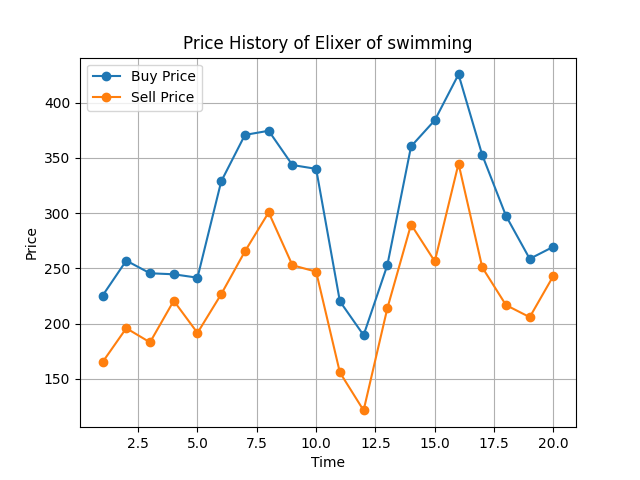 Price History of Elixer of swimming
Buy Price
Sell Price
400
350
300
250
200
150
Price
2.5 5.0 7.5 10.0 12.5 15.0 17.5 20.0
Time